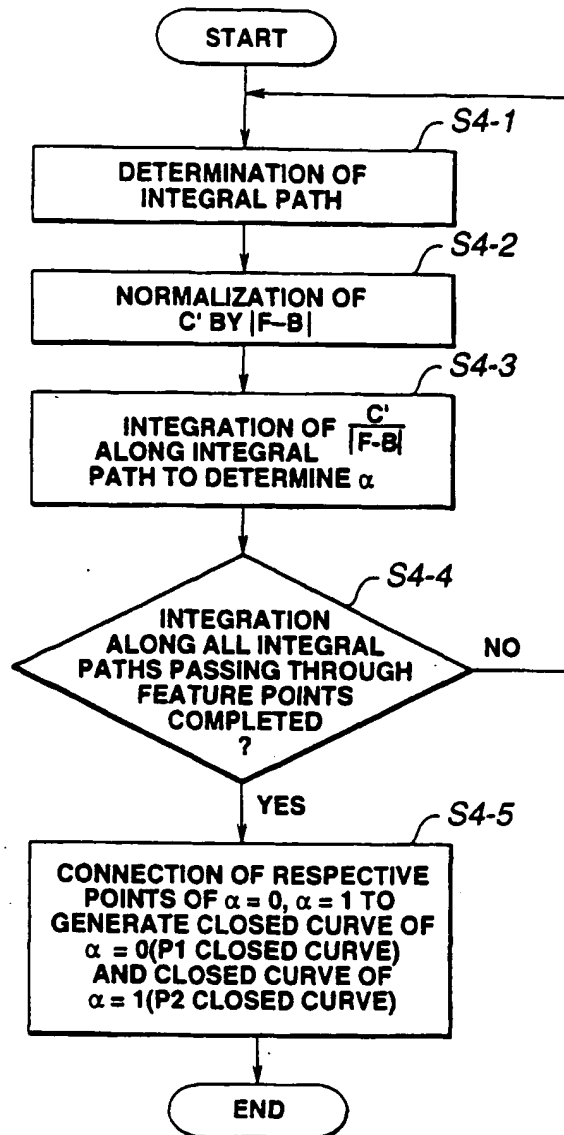 START
S4-1
DETERMINATION OF
INTEGRAL PATH
S4-2
NORMALIZATION OF
C' BY |F–B|
S4-3
INTEGRATION OF C'/|F-B|
ALONG INTEGRAL
PATH TO DETERMINE α
S4-4
INTEGRATION
ALONG ALL INTEGRAL
PATHS PASSING THROUGH
FEATURE POINTS
COMPLETED
?
NO
YES
S4-5
CONNECTION OF RESPECTIVE
POINTS OF α = 0, α = 1 TO
GENERATE CLOSED CURVE OF
α = 0(P1 CLOSED CURVE)
AND CLOSED CURVE OF
α = 1(P2 CLOSED CURVE)
END